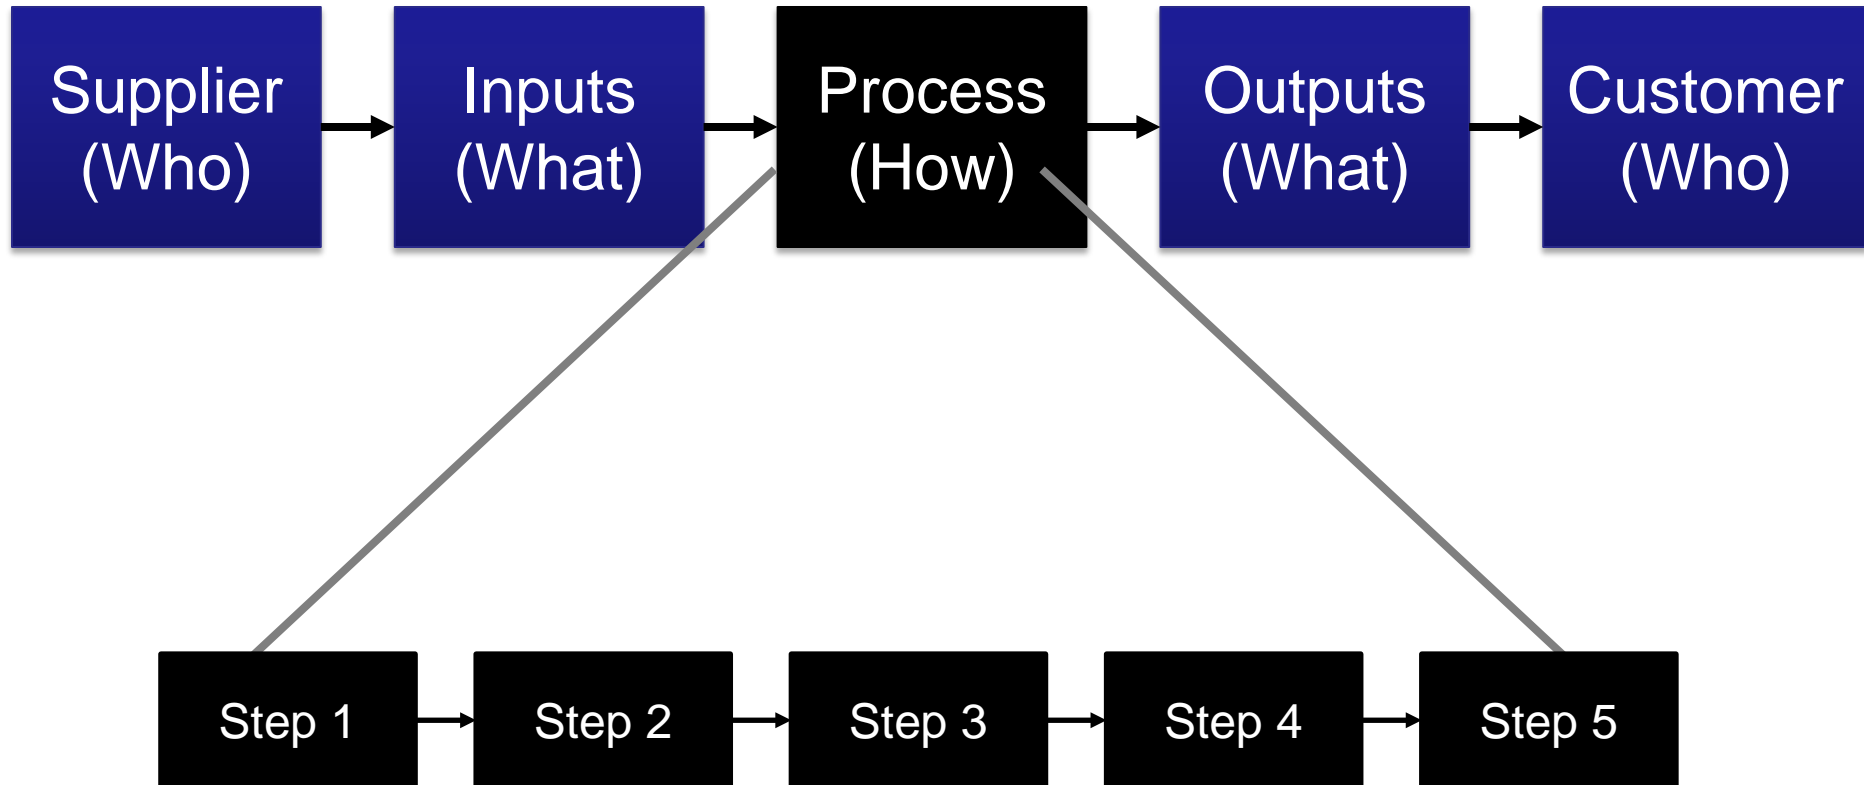 Supplier
(Who)
Inputs
(What)
Process
(How)
Outputs
(What)
Customer
(Who)
Step 1
Step 2
Step 3
Step 4
Step 5